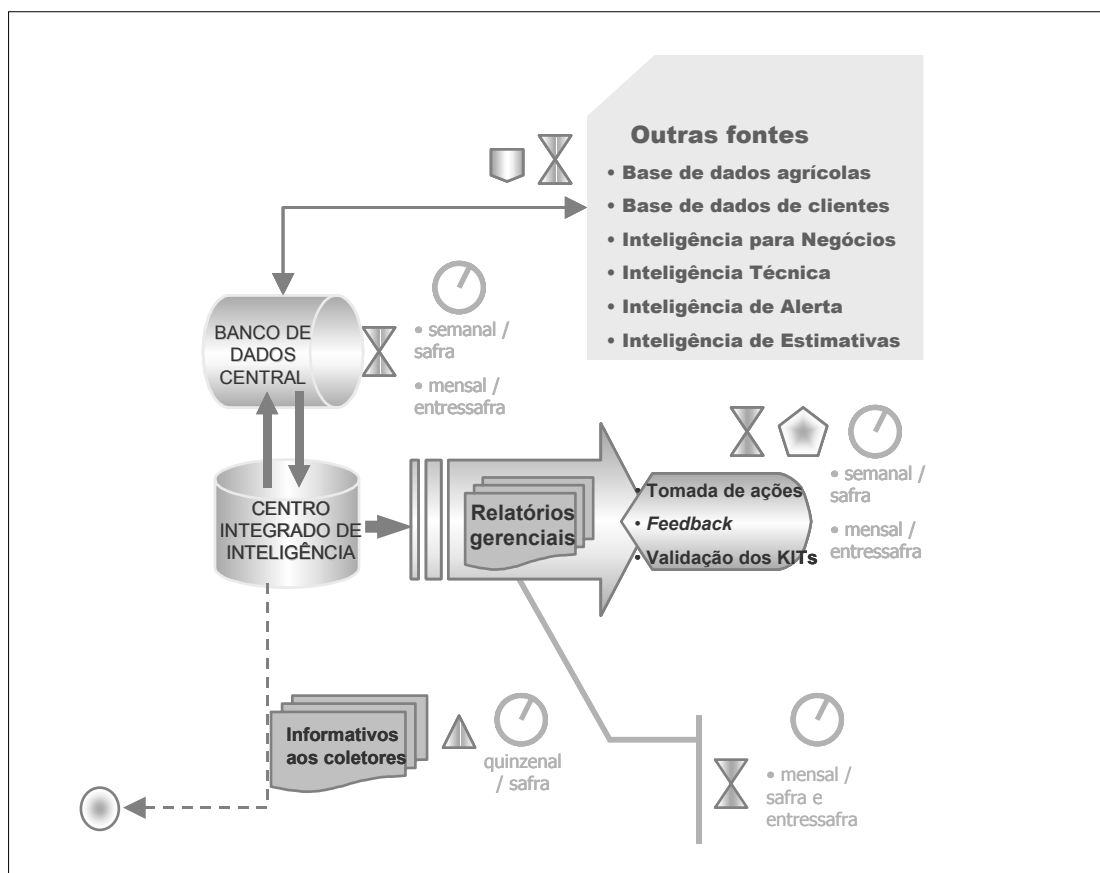 Outras fontes
• Base de dados agrícolas
• Base de dados de clientes
• Inteligência para Negócios
• Inteligência Técnica
• Inteligência de Alerta
• Inteligência de Estimativas
BANCO DE
DADOS
CENTRAL
• semanal /
safra
• mensal /
entressafra
CENTRO
INTEGRADO DE
INTELIGÊNCIA
Relatórios
gerenciais
• Tomada de ações
• Feedback
• Validação dos KITs
• semanal /
safra
• mensal /
entressafra
Informativos
aos coletores
quinzenal
/ safra
• mensal /
safra e
entressafra